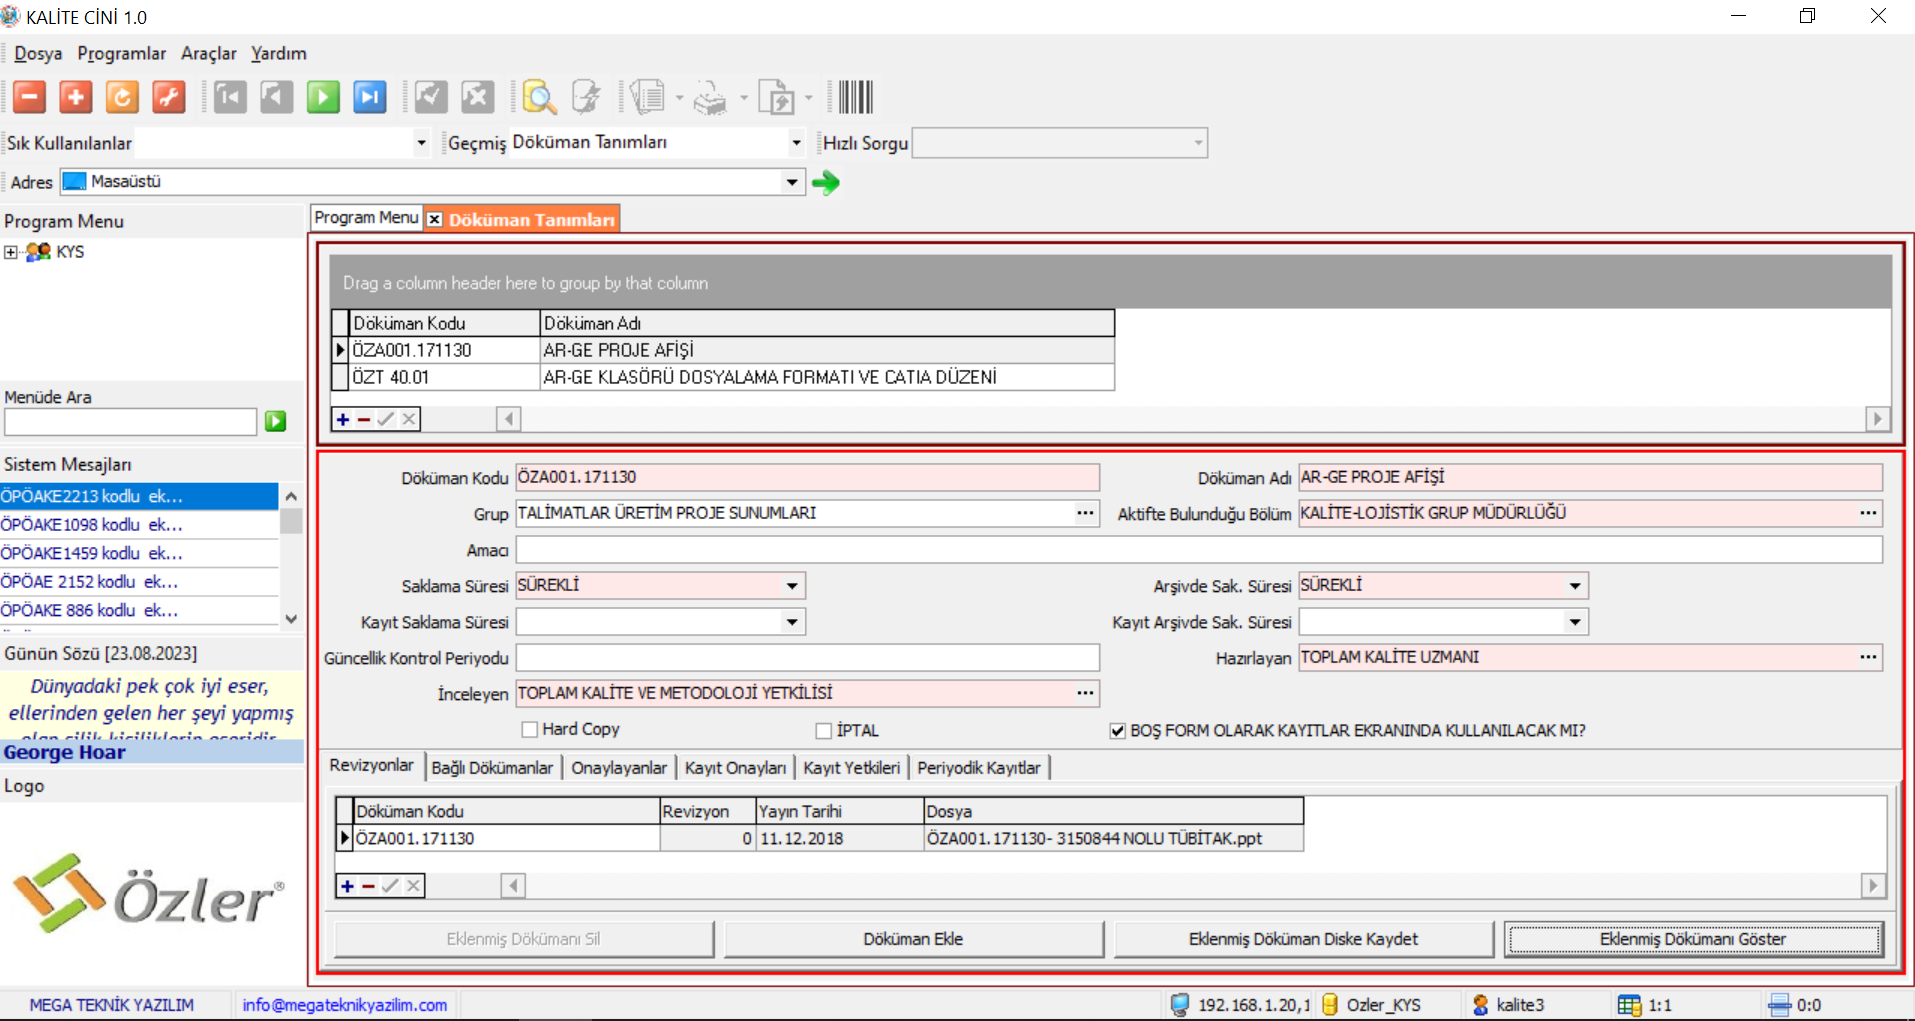 KALİTE CİNİ 1.0
Dosya Programlar Araçlar Yardım
Sık Kullanılanlar Geçmiş Döküman Tanımları Hızlı Sorgu
Adres Masaüstü
Program Menu
KYS
Menüde Ara
Sistem Mesajları
ÖPÖAKE2213 kodlu ek...
ÖPÖAKE1098 kodlu ek...
ÖPÖAKE1459 kodlu ek...
ÖPÖAE 2152 kodlu ek...
ÖPÖAKE 886 kodlu ek...
Günün Sözü [23.08.2023]
Dünyadaki pek çok iyi eser,
ellerinden gelen her şeyi yapmış
George Hoar
Logo
Özler®
Program Menu Döküman Tanımları
Drag a column header here to group by that column
Döküman Kodu Döküman Adı
ÖZA001.171130 AR-GE PROJE AFİŞİ
ÖZT 40.01 AR-GE KLASÖRÜ DOSYALAMA FORMATI VE CATIA DÜZENİ
Döküman Kodu ÖZA001.171130 Döküman Adı AR-GE PROJE AFİŞİ
Grup TALİMATLAR ÜRETİM PROJE SUNUMLARI ... Aktifte Bulunduğu Bölüm KALİTE-LOJİSTİK GRUP MÜDÜRLÜĞÜ ...
Amacı
Saklama Süresi SÜREKLİ Arşivde Sak. Süresi SÜREKLİ
Kayıt Saklama Süresi Kayıt Arşivde Sak. Süresi
Güncellik Kontrol Periyodu Hazırlayan TOPLAM KALİTE UZMANI ...
İnceleyen TOPLAM KALİTE VE METODOLOJİ YETKİLİSİ ...
Hard Copy İPTAL BOŞ FORM OLARAK KAYITLAR EKRANINDA KULLANILACAK MI?
Revizyonlar Bağlı Dökümanlar Onaylayanlar Kayıt Onayları Kayıt Yetkileri Periyodik Kayıtlar
Döküman Kodu Revizyon Yayın Tarihi Dosya
ÖZA001.171130 0 11.12.2018 ÖZA001.171130- 3150844 NOLU TÜBİTAK.ppt
Eklenmiş Dökümanı Sil Döküman Ekle Eklenmiş Döküman Diske Kaydet Eklenmiş Dökümanı Göster
MEGA TEKNİK YAZILIM info@megateknikyazilim.com 192.168.1.20,1 Ozler_KYS kalite3 1:1 0:0